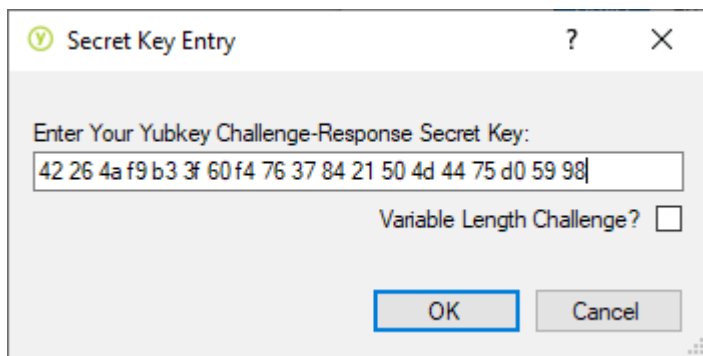 Secret Key Entry
Enter Your Yubkey Challenge-Response Secret Key:
42 26 4a f9 b3 3f 60 f4 76 37 84 21 50 4d 44 75 d0 59 98
Variable Length Challenge?
OK Cancel